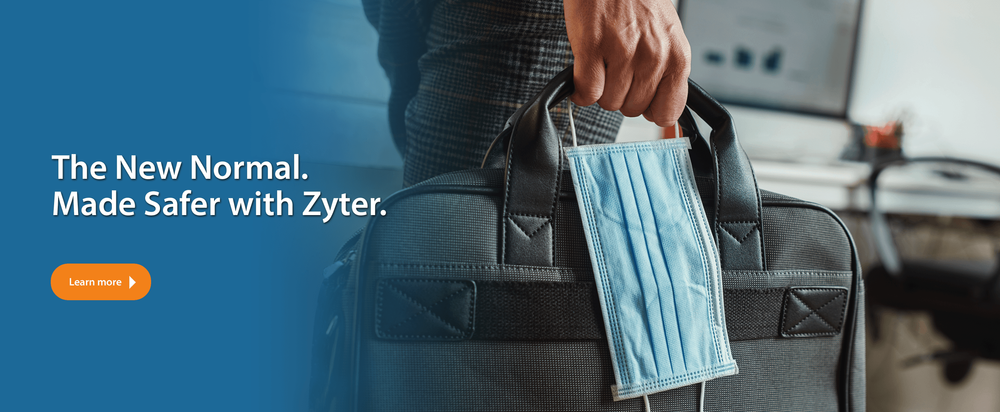 The New Normal.
Made Safer with Zyter.
Learn more